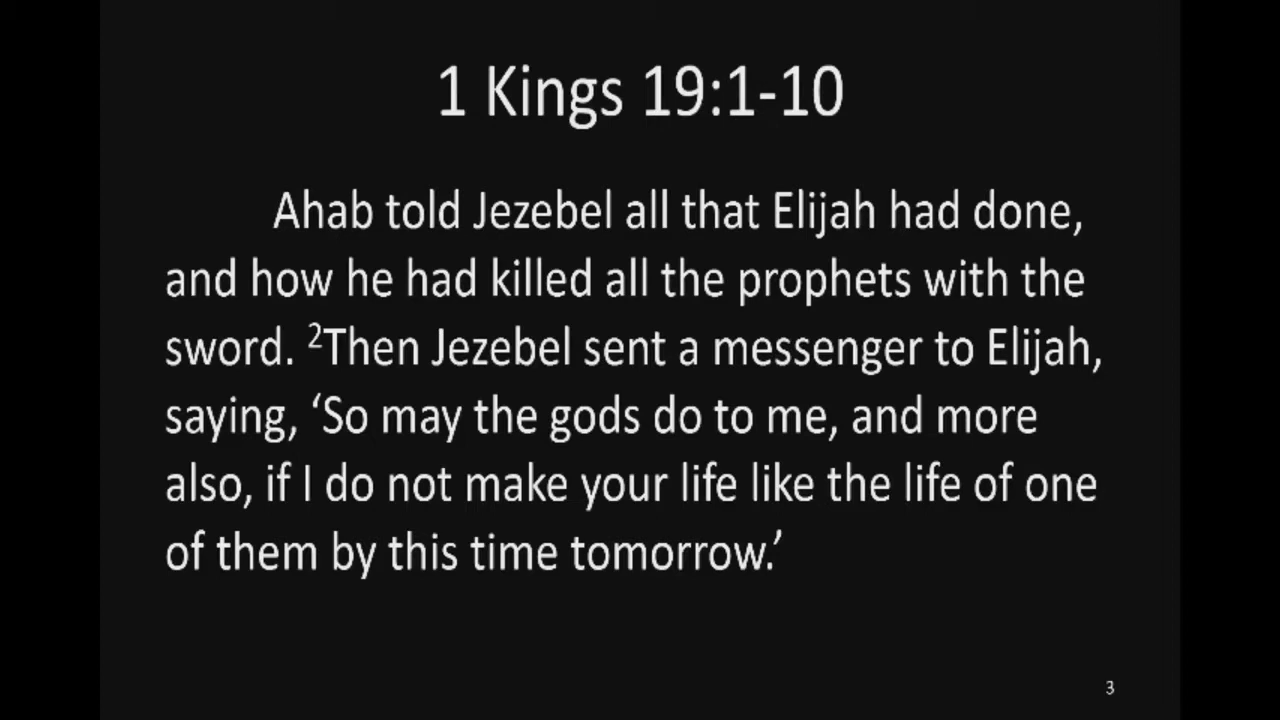 1 Kings 19:1-10
Ahab told Jezebel all that Elijah had done,
and how he had killed all the prophets with the
sword. ²Then Jezebel sent a messenger to Elijah,
saying, ‘So may the gods do to me, and more
also, if I do not make your life like the life of one
of them by this time tomorrow.’
3